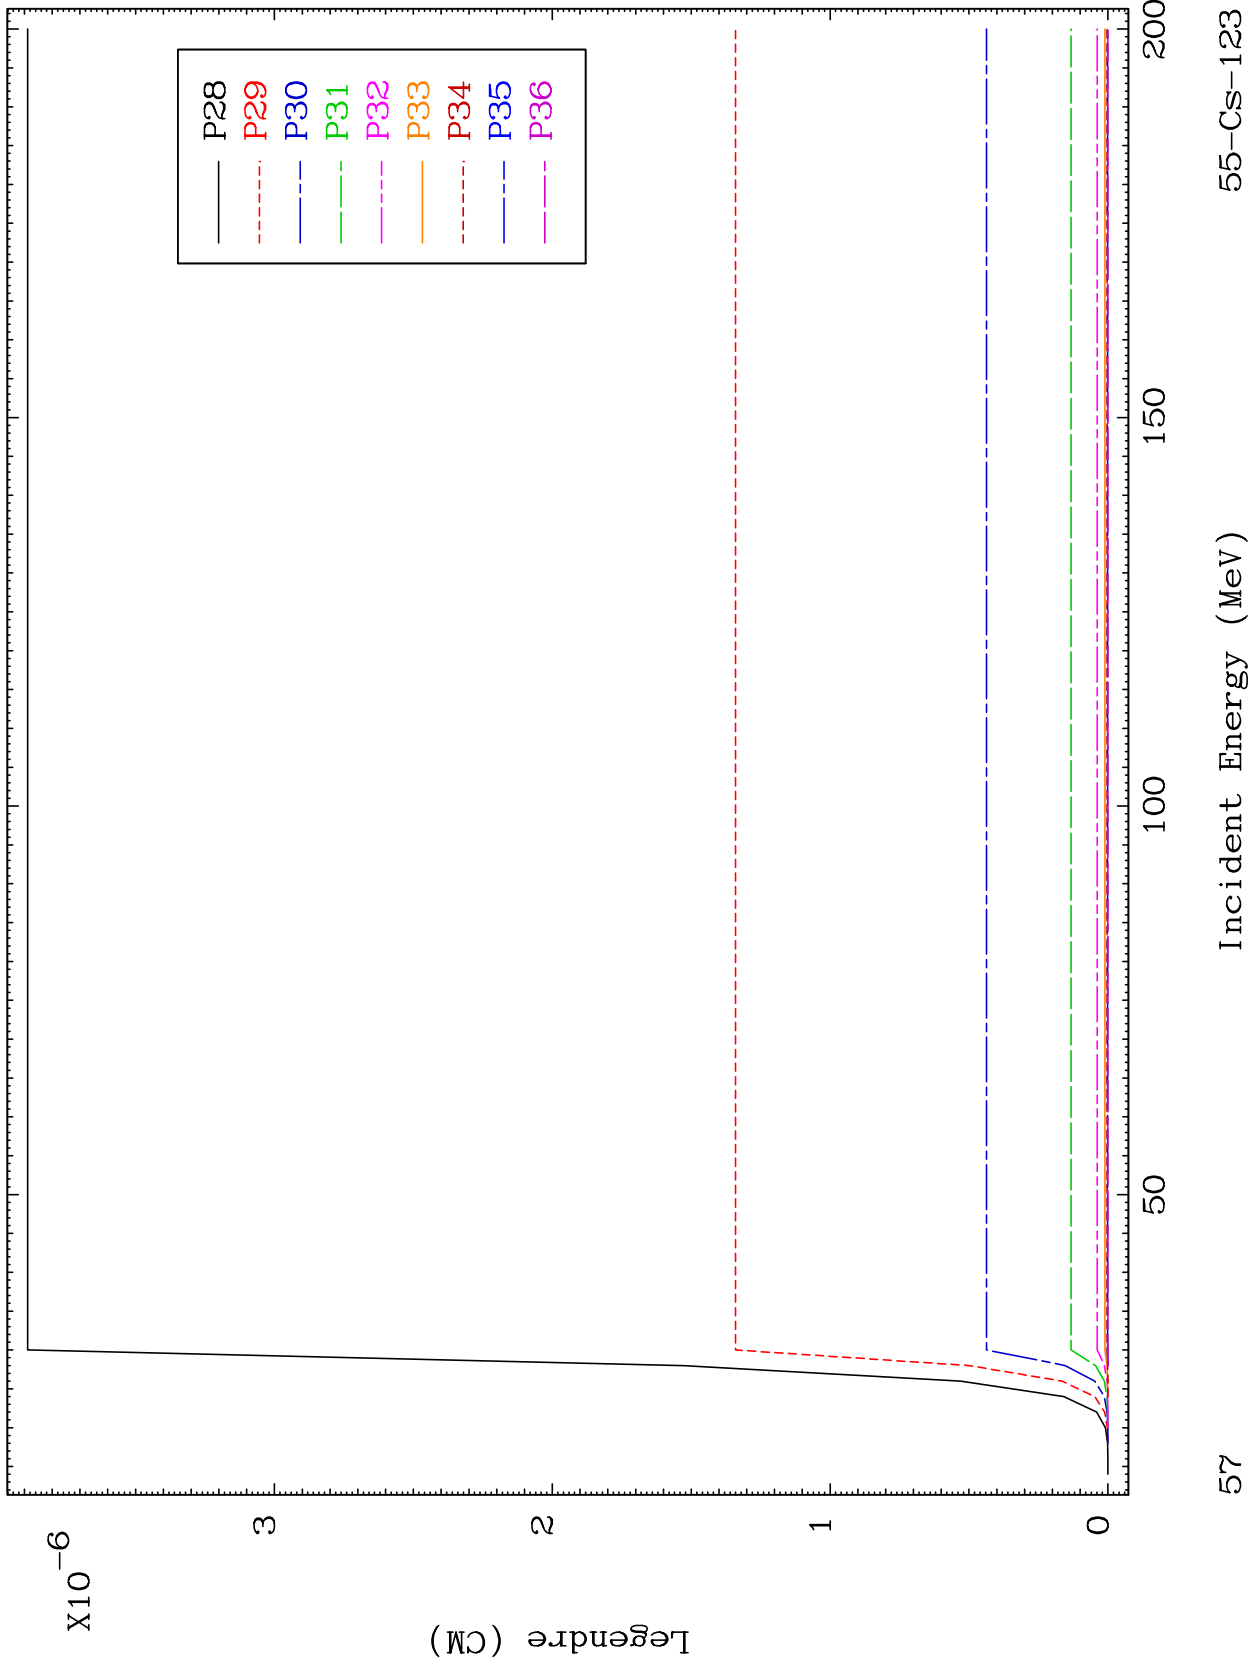 X10-6
3
2
1
0
Legendre (CM)
P28
P29
P30
P31
P32
P33
P34
P35
P36
50
100
150
200
Incident Energy (MeV)
57
55-Cs-123